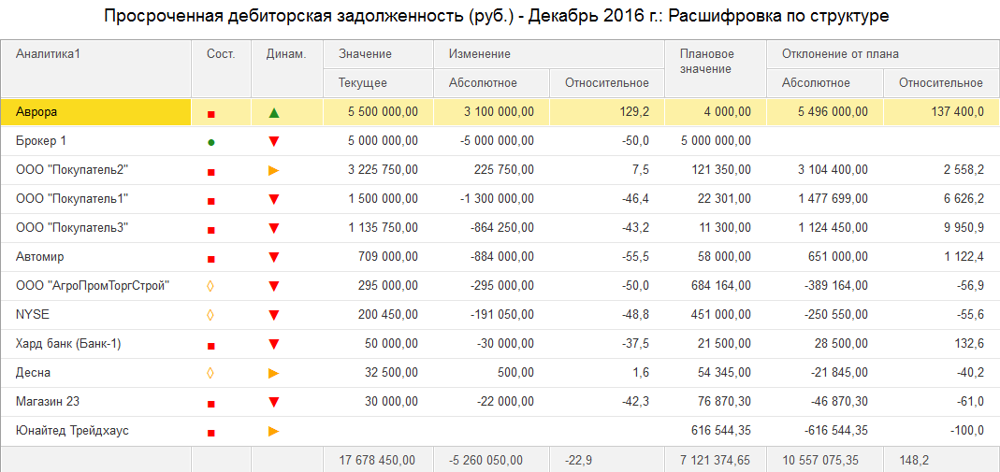 Просроченная дебиторская задолженность (руб.) - Декабрь 2016 г.: Расшифровка по структуре
Аналитика1 Сост. Динам. Значение Изменение Плановое значение Отклонение от плана
Текущее Абсолютное Относительное Абсолютное Относительное
Аврора 5 500 000,00 3 100 000,00 129,2 4 000,00 5 496 000,00 137 400,0
Брокер 1 5 000 000,00 -5 000 000,00 -50,0 5 000 000,00
ООО "Покупатель2" 3 225 750,00 225 750,00 7,5 121 350,00 3 104 400,00 2 558,2
ООО "Покупатель1" 1 500 000,00 -1 300 000,00 -46,4 22 301,00 1 477 699,00 6 626,2
ООО "Покупатель3" 1 135 750,00 -864 250,00 -43,2 11 300,00 1 124 450,00 9 950,9
Автомир 709 000,00 -884 000,00 -55,5 58 000,00 651 000,00 1 122,4
ООО "АгроПромТоргСтрой" 295 000,00 -295 000,00 -50,0 684 164,00 -389 164,00 -56,9
NYSE 200 450,00 -191 050,00 -48,8 451 000,00 -250 550,00 -55,6
Хард банк (Банк-1) 50 000,00 -30 000,00 -37,5 21 500,00 28 500,00 132,6
Десна 32 500,00 500,00 1,6 54 345,00 -21 845,00 -40,2
Магазин 23 30 000,00 -22 000,00 -42,3 76 870,30 -46 870,30 -61,0
Юнайтед Трейдхаус 616 544,35 -616 544,35 -100,0
17 678 450,00 -5 260 050,00 -22,9 7 121 374,65 10 557 075,35 148,2